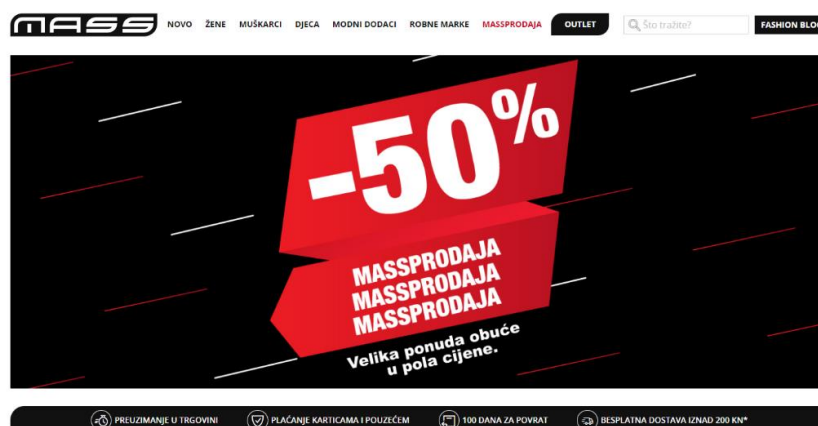 MASS
NOVO ŽENE MUŠKARCI DJECA MODNI DODACI ROBNE MARKE MASSPRODAJA OUTLET Što tražite? FASHION BLOG
-50%
MASSPRODAJA
MASSPRODAJA
MASSPRODAJA
Velika ponuda obuće
u pola cijene.
PREUZIMANJE U TRGOVINI PLAĆANJE KARTICAMA I POUZEĆEM 100 DANA ZA POVRAT BESPLATNA DOSTAVA IZNAD 200 KN*